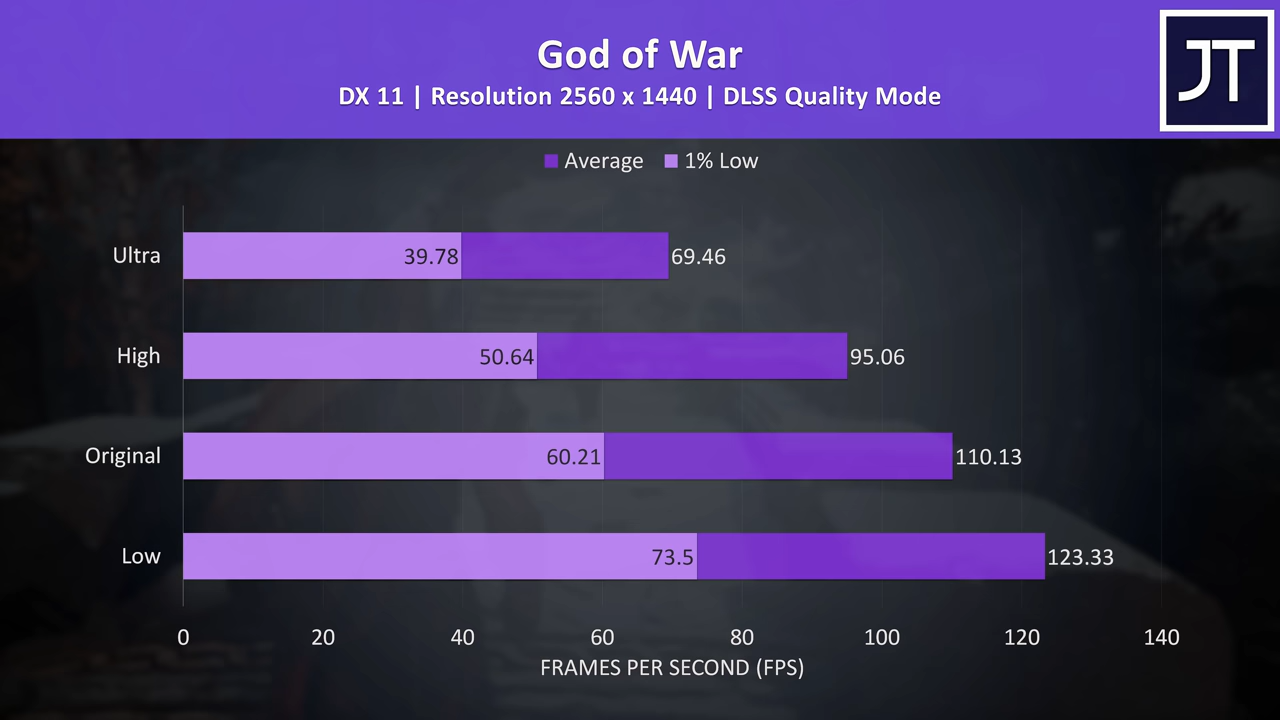 God of War
JT
DX 11 | Resolution 2560 x 1440 | DLSS Quality Mode
Average 1% Low
Ultra 39.78 69.46
High 50.64 95.06
Original 60.21 110.13
Low 73.5 123.33
0 20 40 60 80 100 120 140
FRAMES PER SECOND (FPS)